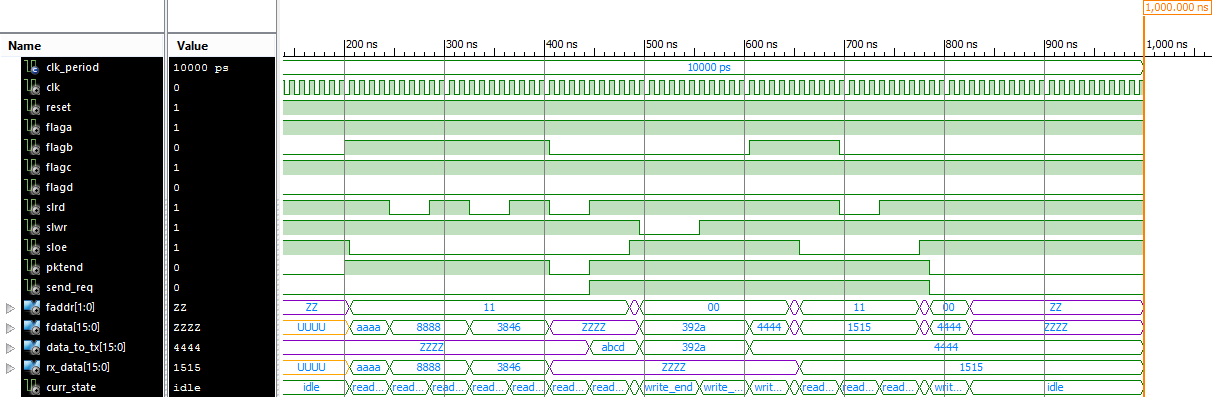 1,000.000 ns
Name Value 200 ns 300 ns 400 ns 500 ns 600 ns 700 ns 800 ns 900 ns 1,000 ns
clk_period 10000 ps 10000 ps
clk 0
reset 1
flaga 1
flagb 0
flagc 1
flagd 0
slrd 1
slwr 1
sloe 1
pktend 0
send_req 0
faddr[1:0] ZZ ZZ 11 00 11 00 ZZ
fdata[15:0] ZZZZ UUUU aaaa 8888 3846 ZZZZ 392a 4444 1515 4444 ZZZZ
data_to_tx[15:0] 4444 ZZZZ abcd 392a 4444
rx_data[15:0] 1515 UUUU aaaa 8888 3846 ZZZZ 1515
curr_state idle idle read... read... read... read... read... read... read... write_end write_... writ... read... read... read... writ... idle